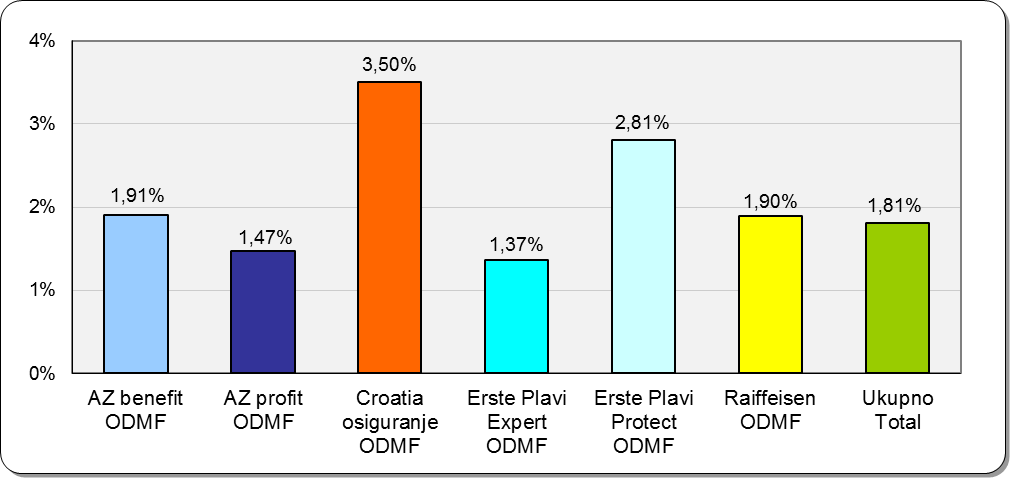 4%
3%
2%
1%
0%
1,91%
1,47%
3,50%
1,37%
2,81%
1,90%
1,81%
AZ benefit
ODMF
AZ profit
ODMF
Croatia
osiguranje
ODMF
Erste Plavi
Expert
ODMF
Erste Plavi
Protect
ODMF
Raiffeisen
ODMF
Ukupno
Total